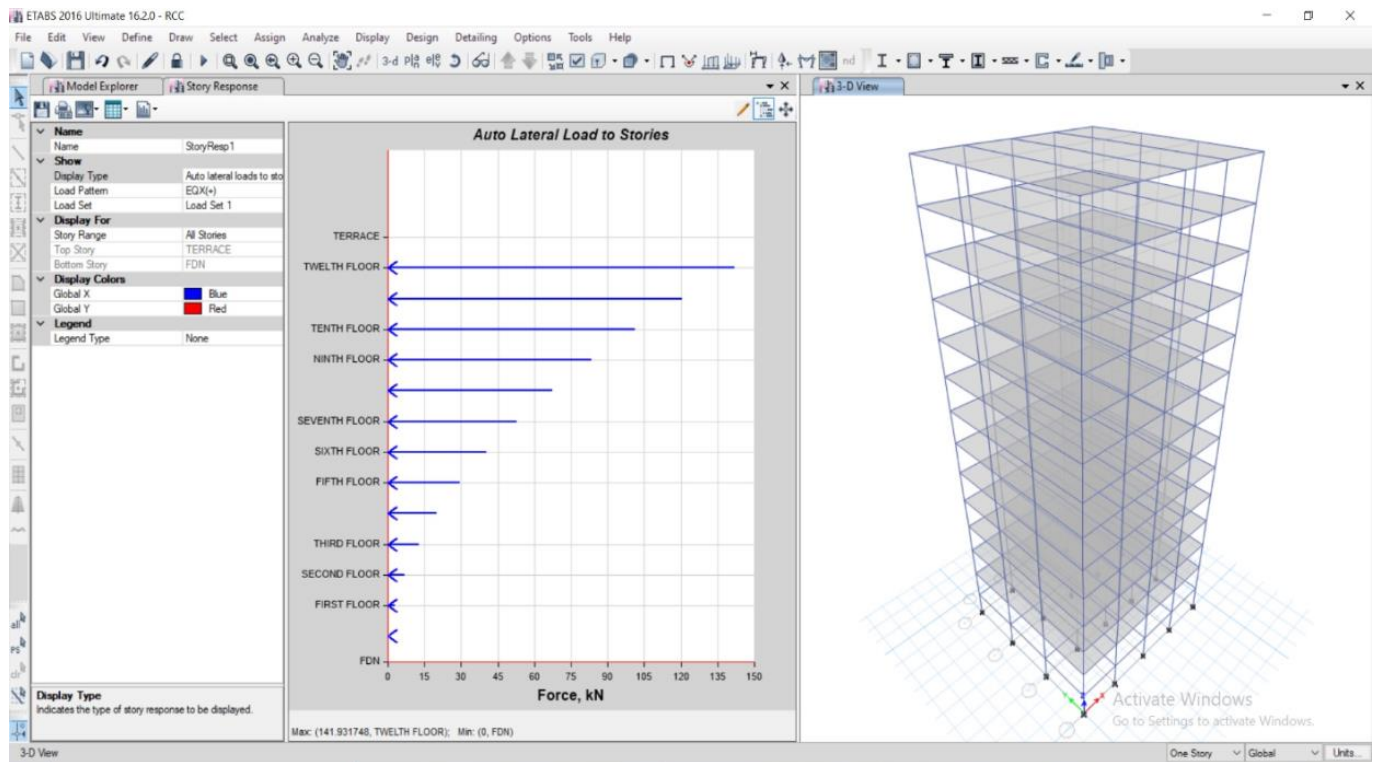 ETABS 2016 Ultimate 16.2.0 - RCC
File Edit View Define Draw Select Assign Analyze Display Design Detailing Options Tools Help
3-d nd
Model Explorer Story Response 3-D View
Name
Name StoryResp1
Show
Display Type Auto lateral loads to sto
Load Pattern EQX(+)
Load Set Load Set 1
Display For
Story Range All Stories
Top Story TERRACE
Bottom Story FDN
Display Colors
Global X Blue
Global Y Red
Legend
Legend Type None
Auto Lateral Load to Stories
TERRACE
TWELTH FLOOR
TENTH FLOOR
NINTH FLOOR
SEVENTH FLOOR
SIXTH FLOOR
FIFTH FLOOR
THIRD FLOOR
SECOND FLOOR
FIRST FLOOR
FDN
0 15 30 45 60 75 90 105 120 135 150
Force, kN
Display Type
Indicates the type of story response to be displayed.
Max: (141.931748, TWELTH FLOOR); Min: (0, FDN)
Activate Windows
Go to Settings to activate Windows.
3-D View One Story Global Units...